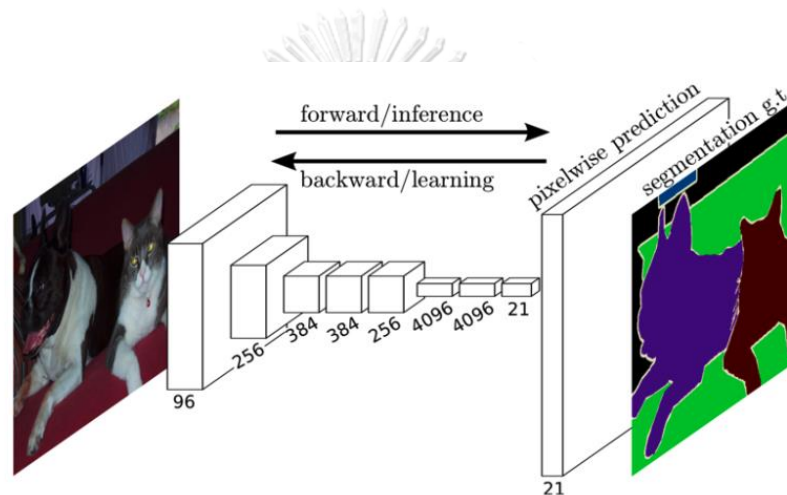 forward/inference
backward/learning
pixelwise prediction
segmentation g.t.
96
256
384
384
256
4096
4096
21
21